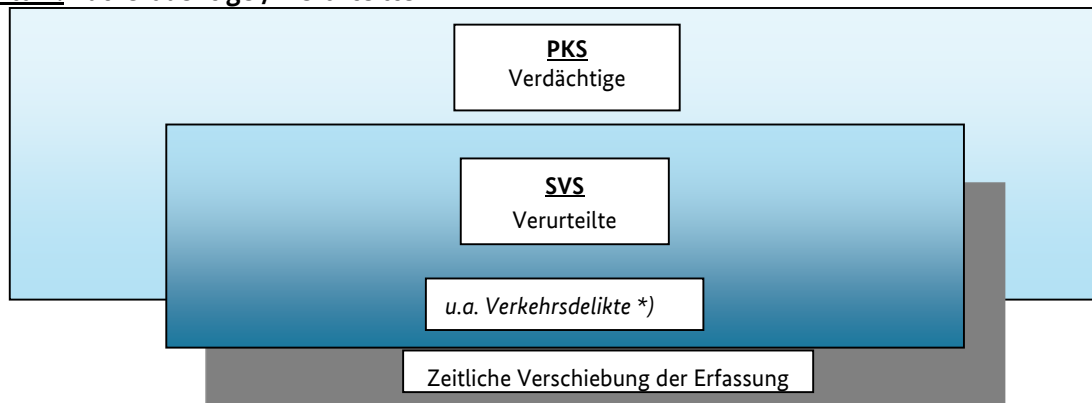 PKS
Verdächtige
SVS
Verurteilte
u.a. Verkehrsdelikte *)
Zeitliche Verschiebung der Erfassung